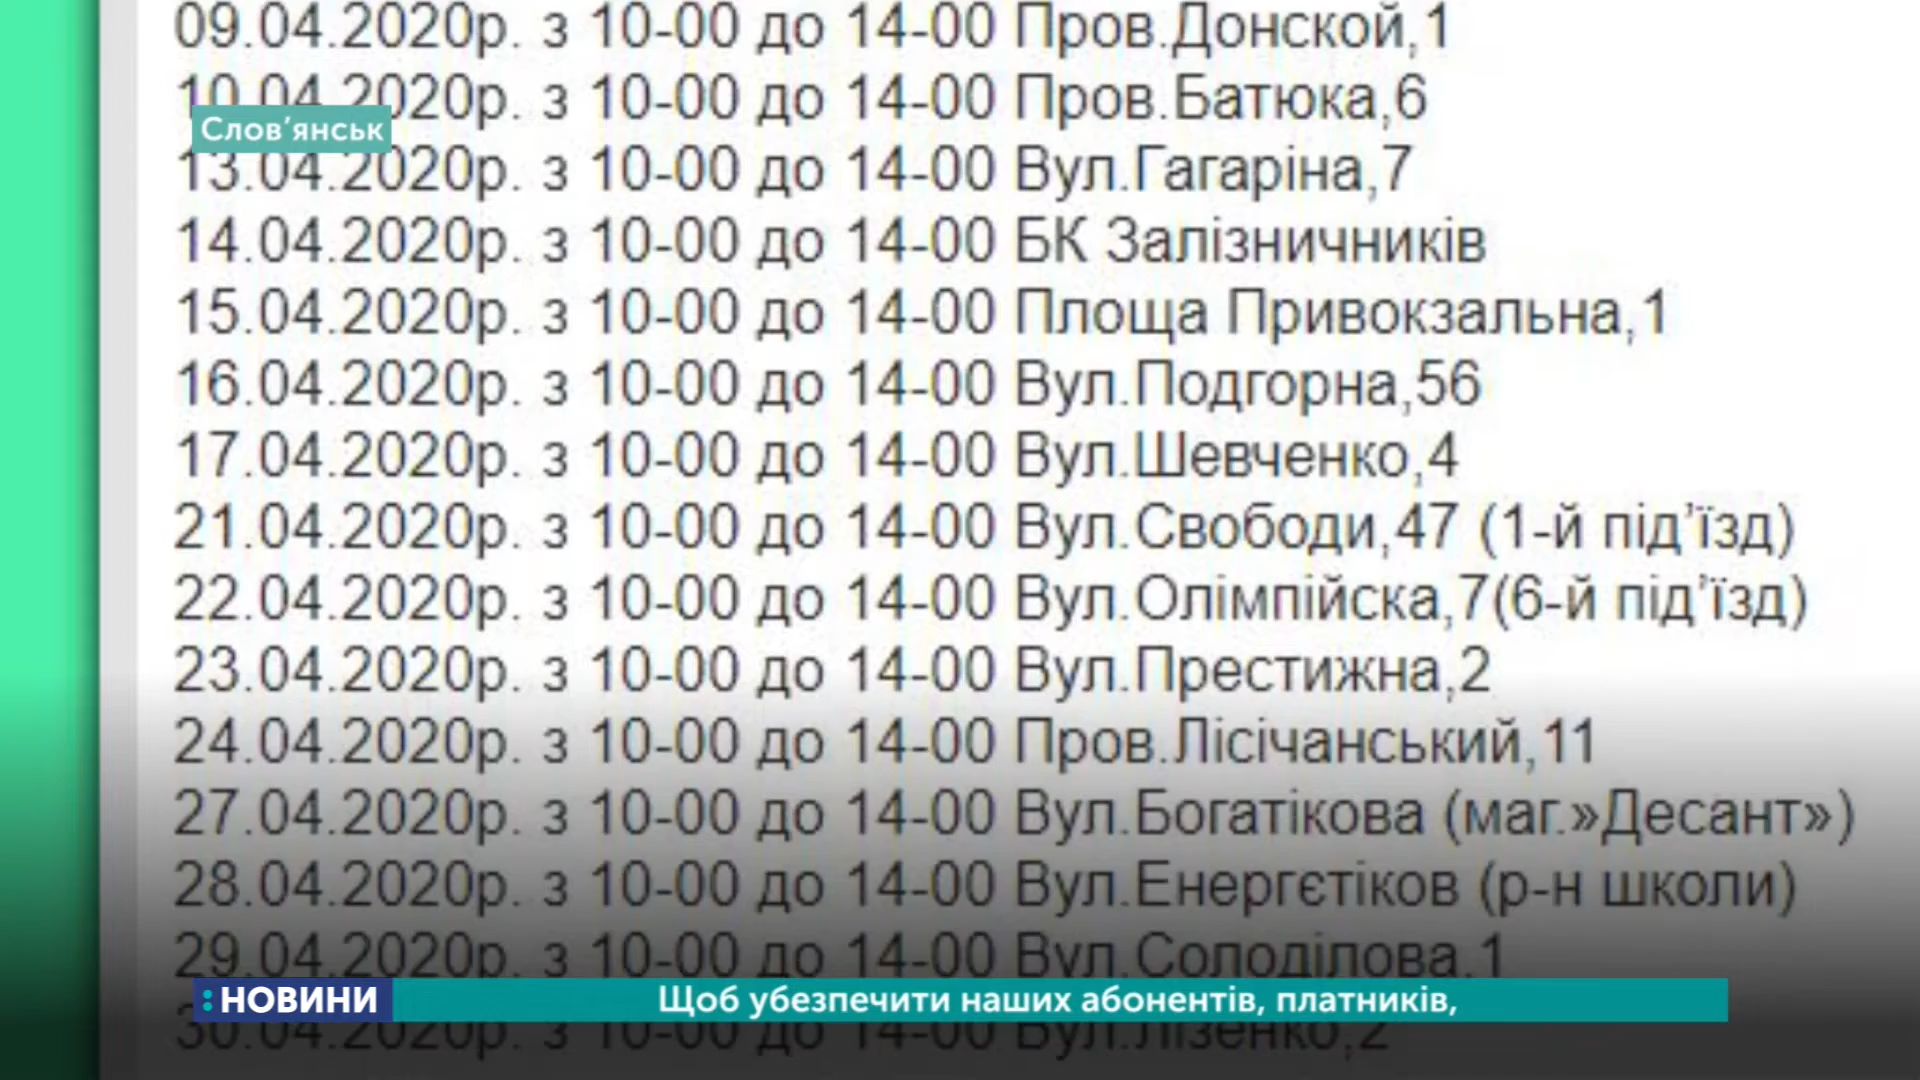 09.04.2020р. з 10-00 до 14-00 Пров.Донской,1
10.04.2020р. з 10-00 до 14-00 Пров.Батюка,6
Слов’янськ
13.04.2020р. з 10-00 до 14-00 Вул.Гагаріна,7
14.04.2020р. з 10-00 до 14-00 БК Залізничників
15.04.2020р. з 10-00 до 14-00 Площа Привокзальна,1
16.04.2020р. з 10-00 до 14-00 Вул.Подгорна,56
17.04.2020р. з 10-00 до 14-00 Вул.Шевченко,4
21.04.2020р. з 10-00 до 14-00 Вул.Свободи,47 (1-й під’їзд)
22.04.2020р. з 10-00 до 14-00 Вул.Олімпійска,7(6-й під’їзд)
23.04.2020р. з 10-00 до 14-00 Вул.Престижна,2
24.04.2020р. з 10-00 до 14-00 Пров.Лісічанський,11
27.04.2020р. з 10-00 до 14-00 Вул.Богатікова (маг.»Десант»)
28.04.2020р. з 10-00 до 14-00 Вул.Енергєтіков (р-н школи)
29.04.2020р. з 10-00 до 14-00 Вул.Солоділова,1
: НОВИНИ Щоб убезпечити наших абонентів, платників,
30.04.2020р. з 10-00 до 14-00 Вул.Лізенко,2